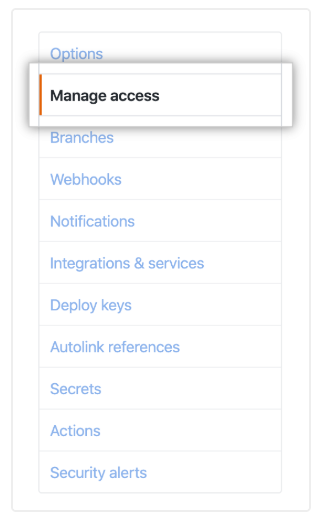 Options
Manage access
Branches
Webhooks
Notifications
Integrations & services
Deploy keys
Autolink references
Secrets
Actions
Security alerts